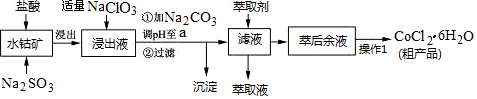 盐酸
水钴矿
Na₂SO₃
浸出
适量NaClO₃
浸出液
①加Na₂CO₃
调pH至a
②过滤
沉淀
萃取剂
滤液
萃取液
萃后余液
操作1
CoCl₂·6H₂O
(粗产品)